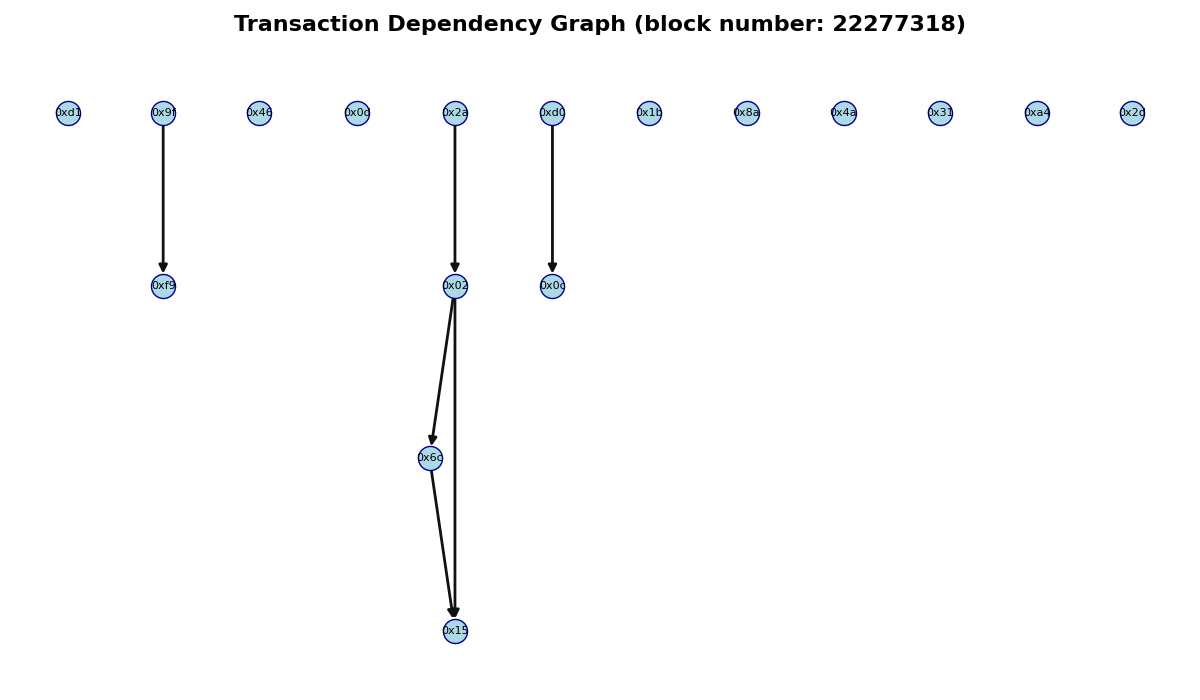 Transaction Dependency Graph (block number: 22277318)
0xd1 0x9f 0x46 0x0d 0x2a 0xd0 0x1b 0x8a 0x4a 0x31 0xa4 0x2d
0xf9 0x02 0x0c
0x6c
0x15